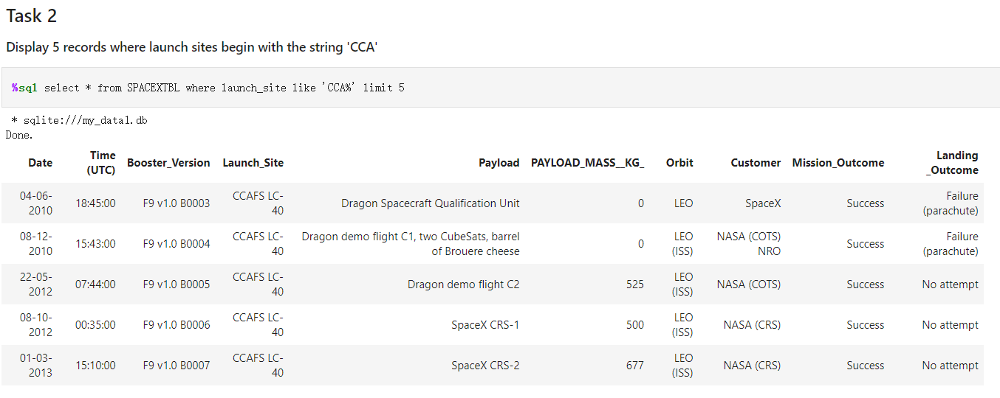 Task 2
Display 5 records where launch sites begin with the string 'CCA'
%sql select * from SPACEXTBL where launch_site like 'CCA%' limit 5
* sqlite:///my_data1.db
Done.
Date Time (UTC) Booster_Version Launch_Site Payload PAYLOAD_MASS__KG_ Orbit Customer Mission_Outcome Landing _Outcome
04-06-2010 18:45:00 F9 v1.0 B0003 CCAFS LC-40 Dragon Spacecraft Qualification Unit 0 LEO SpaceX Success Failure (parachute)
08-12-2010 15:43:00 F9 v1.0 B0004 CCAFS LC-40 Dragon demo flight C1, two CubeSats, barrel of Brouere cheese 0 LEO (ISS) NASA (COTS) NRO Success Failure (parachute)
22-05-2012 07:44:00 F9 v1.0 B0005 CCAFS LC-40 Dragon demo flight C2 525 LEO (ISS) NASA (COTS) Success No attempt
08-10-2012 00:35:00 F9 v1.0 B0006 CCAFS LC-40 SpaceX CRS-1 500 LEO (ISS) NASA (CRS) Success No attempt
01-03-2013 15:10:00 F9 v1.0 B0007 CCAFS LC-40 SpaceX CRS-2 677 LEO (ISS) NASA (CRS) Success No attempt